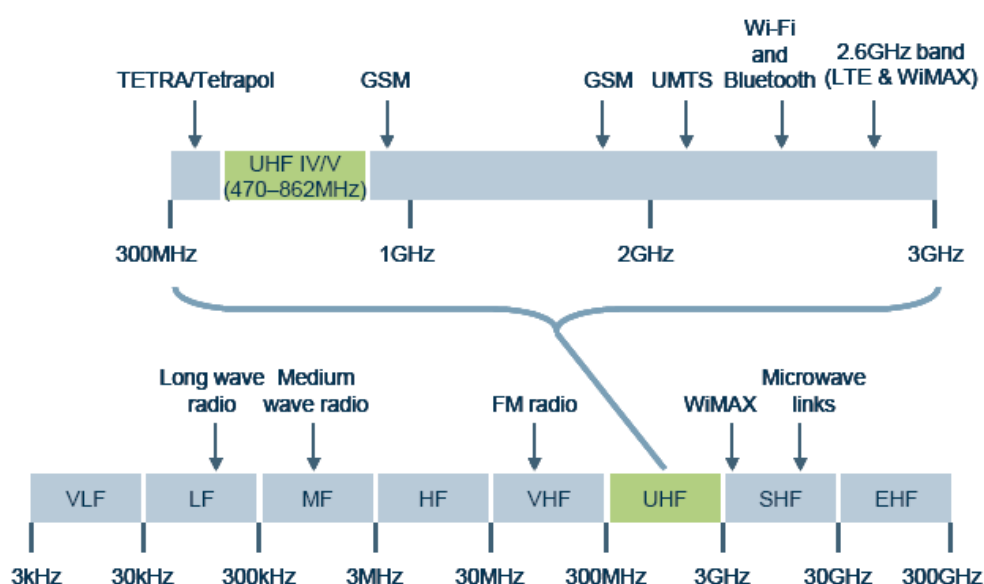 Wi-Fi
and
Bluetooth
2.6GHz band
(LTE & WiMAX)
TETRA/Tetrapol
GSM
GSM
UMTS
UHF IV/V
(470–862MHz)
300MHz
1GHz
2GHz
3GHz
Long wave
radio
Medium
wave radio
FM radio
WiMAX
Microwave
links
VLF
LF
MF
HF
VHF
UHF
SHF
EHF
3kHz
30kHz
300kHz
3MHz
30MHz
300MHz
3GHz
30GHz
300GHz